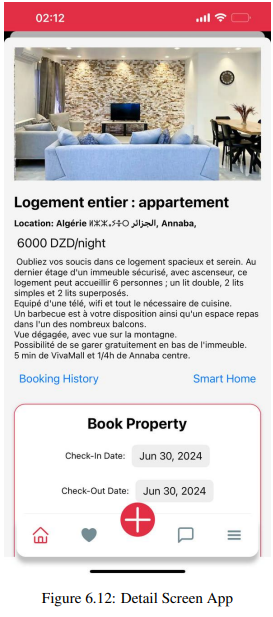 02:12
Logement entier : appartement
Location: Algérie ⵍⵣⵣⴰⵢⴻⵔ الجزائر, Annaba,
6000 DZD/night
Oubliez vos soucis dans ce logement spacieux et serein. Au
dernier étage d'un immeuble sécurisé, avec ascenseur, ce
logement peut accueillir 6 personnes ; un lit double, 2 lits
simples et 2 lits superposés.
Equipé d'une télé, wifi et tout le nécessaire de cuisine.
Un barbecue est à votre disposition ainsi qu'un espace repas
dans l'un des nombreux balcons.
Vue dégagée, avec vue sur la montagne.
Possibilité de se garer gratuitement en bas de l'immeuble.
5 min de VivaMall et 1/4h de Annaba centre.
Booking History Smart Home
Book Property
Check-In Date: Jun 30, 2024
Check-Out Date: Jun 30, 2024
Figure 6.12: Detail Screen App